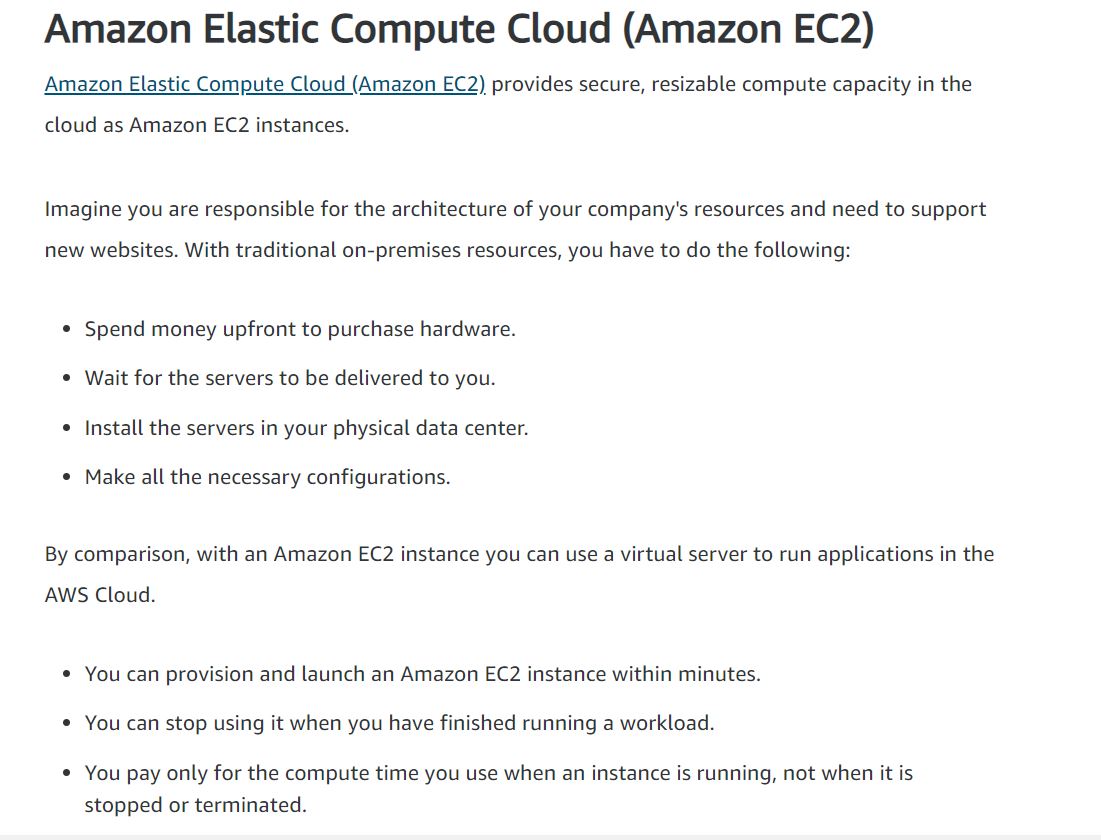 Amazon Elastic Compute Cloud (Amazon EC2)
Amazon Elastic Compute Cloud (Amazon EC2) provides secure, resizable compute capacity in the
cloud as Amazon EC2 instances.
Imagine you are responsible for the architecture of your company's resources and need to support
new websites. With traditional on-premises resources, you have to do the following:
• Spend money upfront to purchase hardware.
• Wait for the servers to be delivered to you.
• Install the servers in your physical data center.
• Make all the necessary configurations.
By comparison, with an Amazon EC2 instance you can use a virtual server to run applications in the
AWS Cloud.
• You can provision and launch an Amazon EC2 instance within minutes.
• You can stop using it when you have finished running a workload.
• You pay only for the compute time you use when an instance is running, not when it is
stopped or terminated.